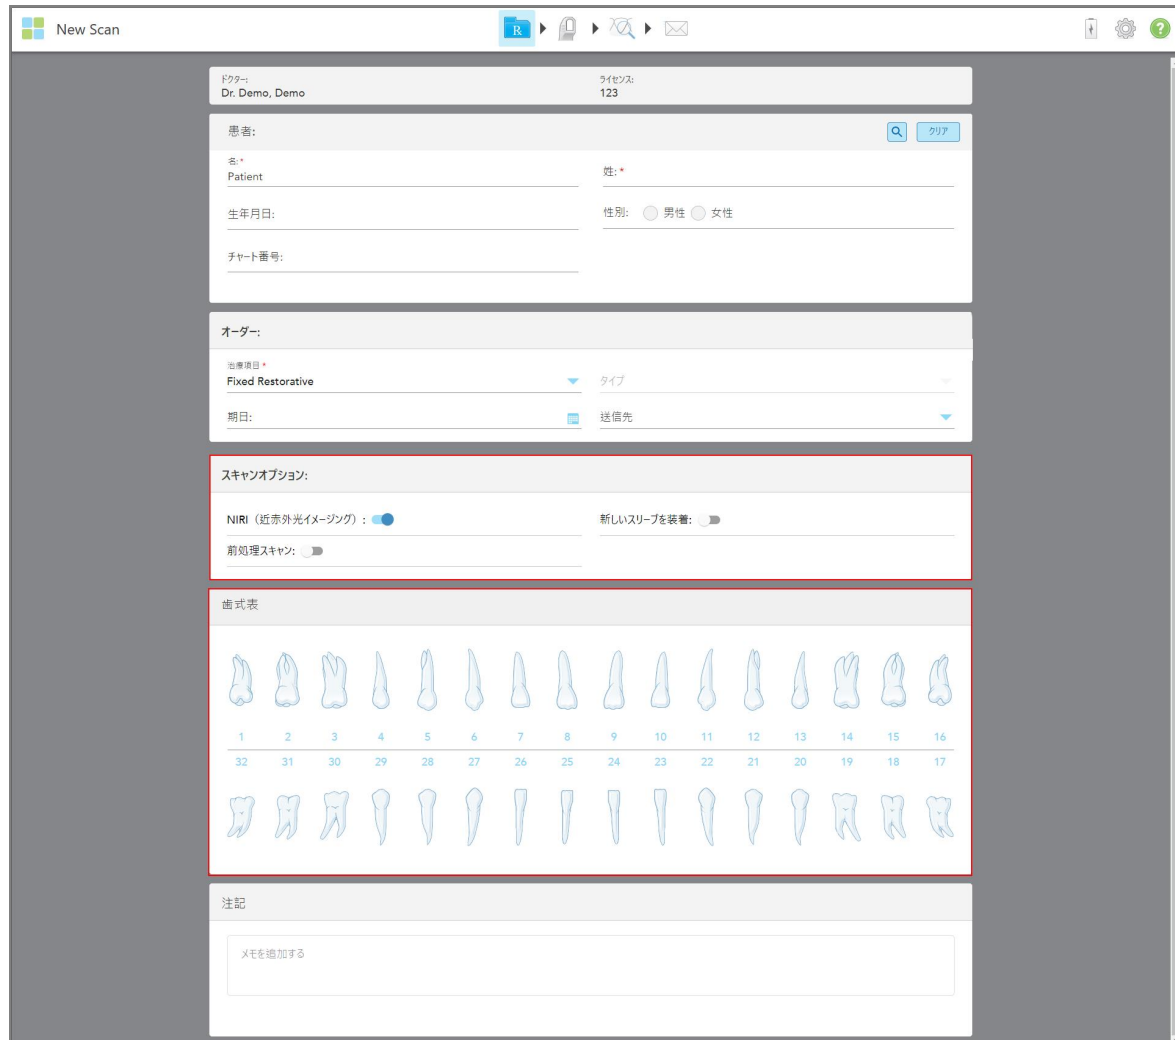 New Scan
R
?
ドクター: ライセンス:
Dr. Demo, Demo 123
患者: クリア
名:* 姓:*
Patient
生年月日: 性別: 男性 女性
チャート番号:
オーダー:
治療項目*
Fixed Restorative タイプ
期日: 送信先
スキャンオプション:
NIRI（近赤外光イメージング）: 新しいスリーブを装着:
前処理スキャン:
歯式表
1 2 3 4 5 6 7 8 9 10 11 12 13 14 15 16
32 31 30 29 28 27 26 25 24 23 22 21 20 19 18 17
注記
メモを追加する